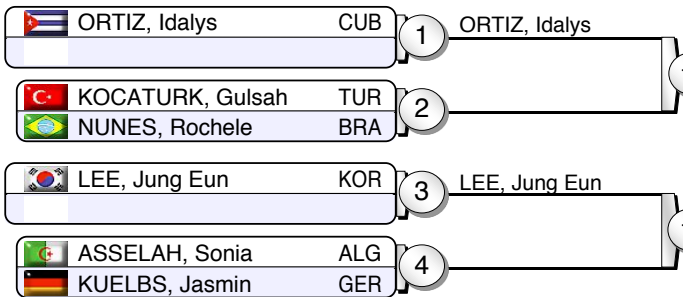 ORTIZ, Idalys CUB 1 ORTIZ, Idalys
KOCATURK, Gulsah TUR 2
NUNES, Rochele BRA
LEE, Jung Eun KOR 3 LEE, Jung Eun
ASSELAH, Sonia ALG 4
KUELBS, Jasmin GER